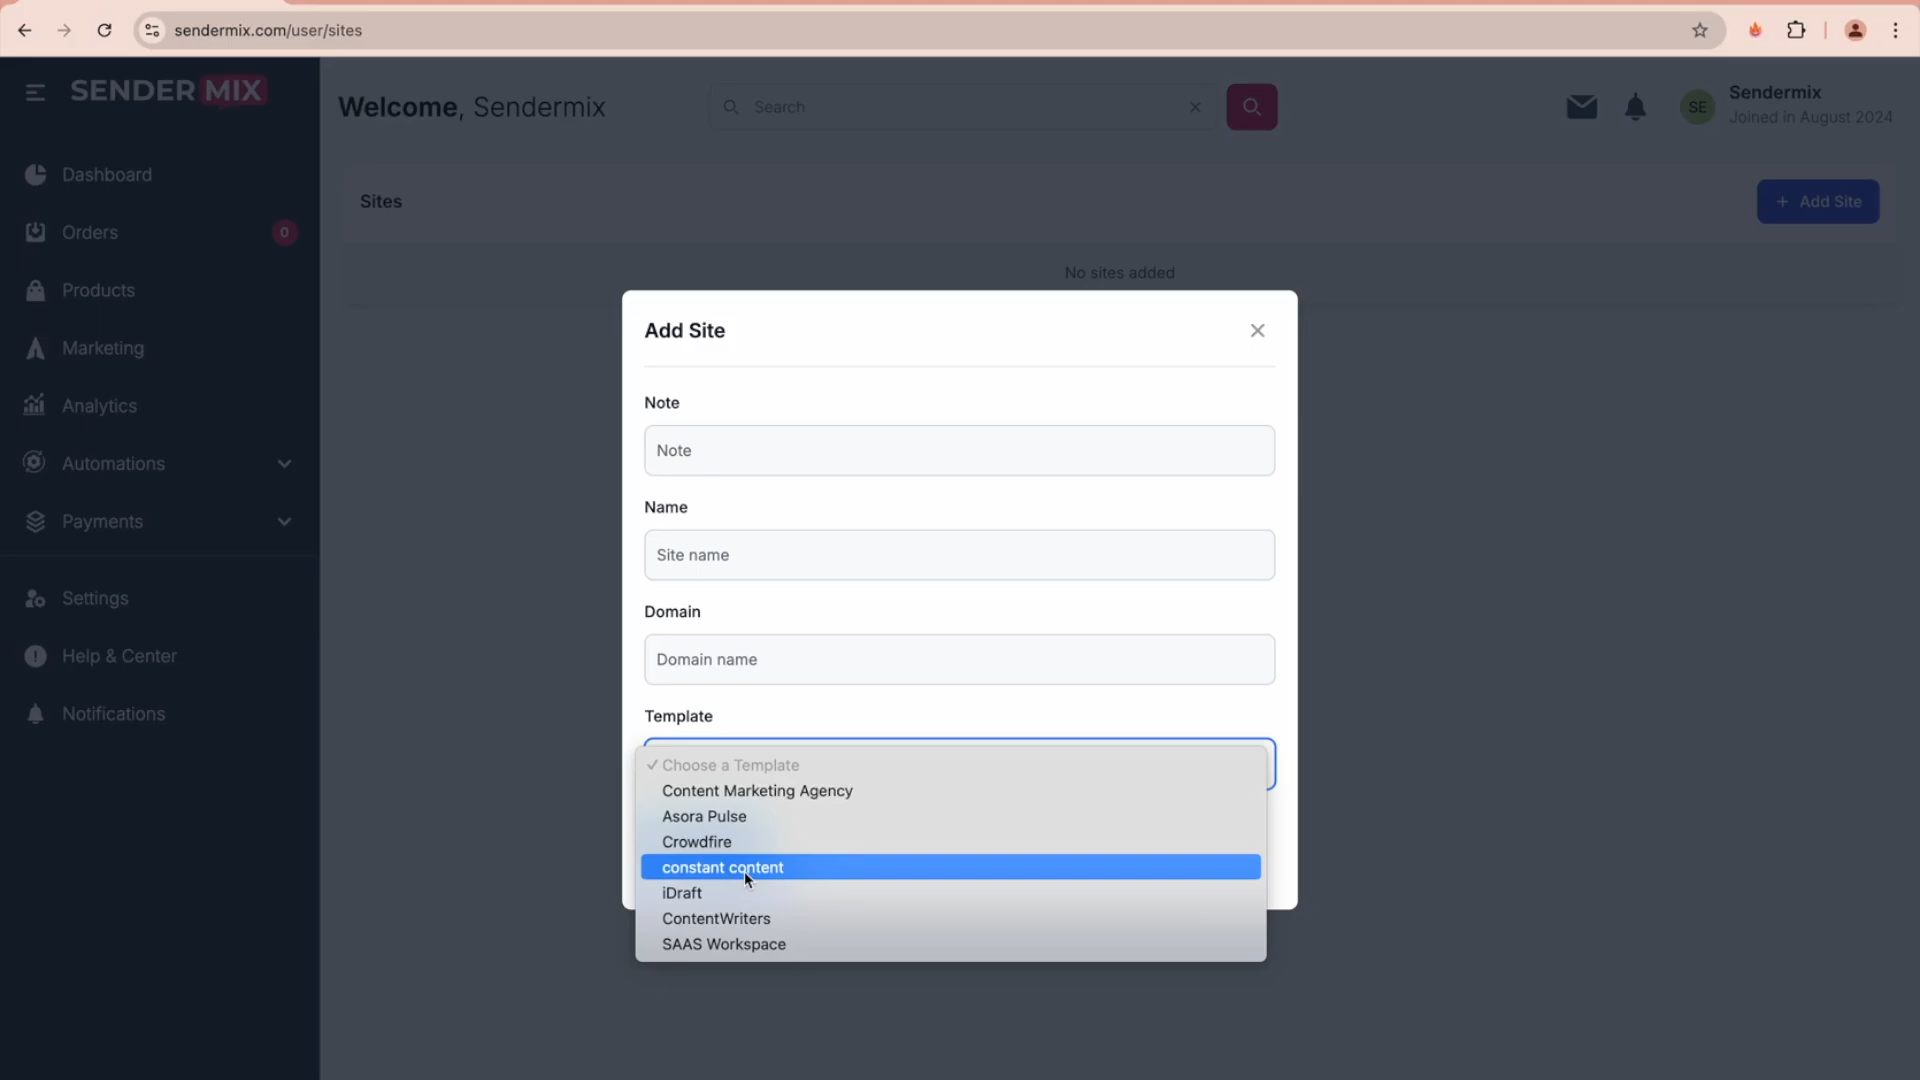 sendermix.com/user/sites
SENDER MIX
Welcome, Sendermix
Search
SE
Sendermix
Joined in August 2024
Dashboard
Orders
0
Products
Marketing
Analytics
Automations
Payments
Settings
Help & Center
Notifications
Sites
+ Add Site
No sites added
Add Site
Note
Note
Name
Site name
Domain
Domain name
Template
✓ Choose a Template
Content Marketing Agency
Asora Pulse
Crowdfire
constant content
iDraft
ContentWriters
SAAS Workspace